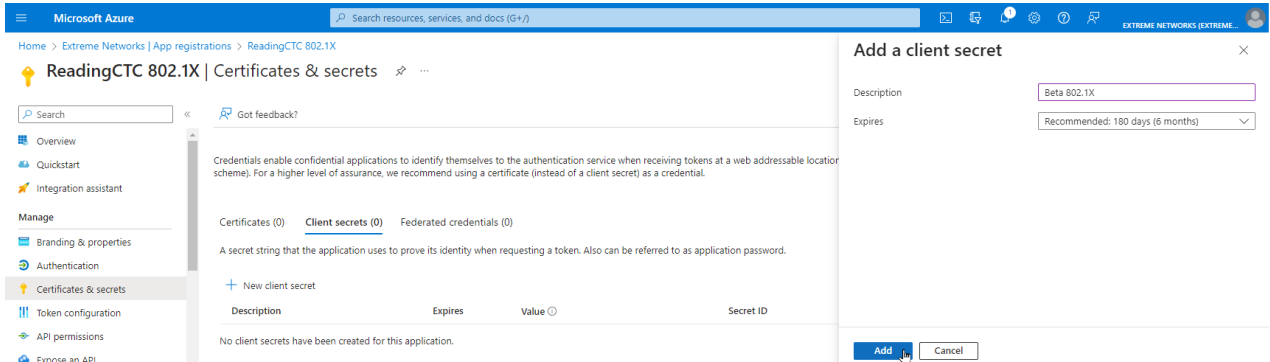 Microsoft Azure
Search resources, services, and docs (G+/)
1
EXTREME NETWORKS (EXTREME...
Home > Extreme Networks | App registrations > ReadingCTC 802.1X
ReadingCTC 802.1X | Certificates & secrets
...
Search
«
Got feedback?
Overview
Quickstart
Integration assistant
Manage
Branding & properties
Authentication
Certificates & secrets
Token configuration
API permissions
Expose an API
Credentials enable confidential applications to identify themselves to the authentication service when receiving tokens at a web addressable location
scheme). For a higher level of assurance, we recommend using a certificate (instead of a client secret) as a credential.
Certificates (0) Client secrets (0) Federated credentials (0)
A secret string that the application uses to prove its identity when requesting a token. Also can be referred to as application password.
+ New client secret
Description Expires Value Secret ID
No client secrets have been created for this application.
Add a client secret
Description Beta 802.1X
Expires Recommended: 180 days (6 months)
Add Cancel